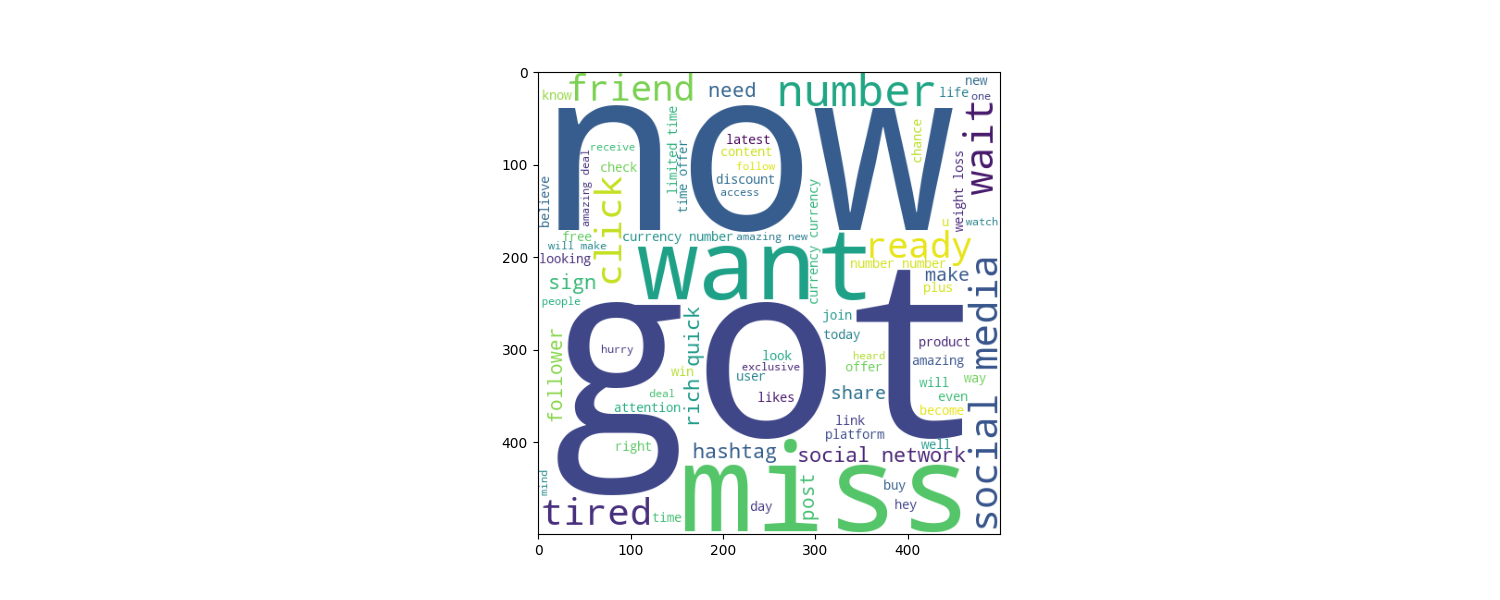 0
100
200
300
400
0
100
200
300
400
friend
need
number
new
know
life
one
now
wait
latest
content
follow
discount
access
receive
check
amazing deal
limited time
time offer
chance
weight loss
believe
click
currency currency
u
watch
free
currency number
amazing new
will make
looking
want
ready
number number
sign
make
plus
people
social media
got
join
today
product
amazing
heard
offer
hurry
look
exclusive
user
likes
win
deal
attention
rich quick
follower
share
will
way
even
become
link
platform
right
hashtag
social network
well
miss
mind
buy
hey
day
post
tired
time